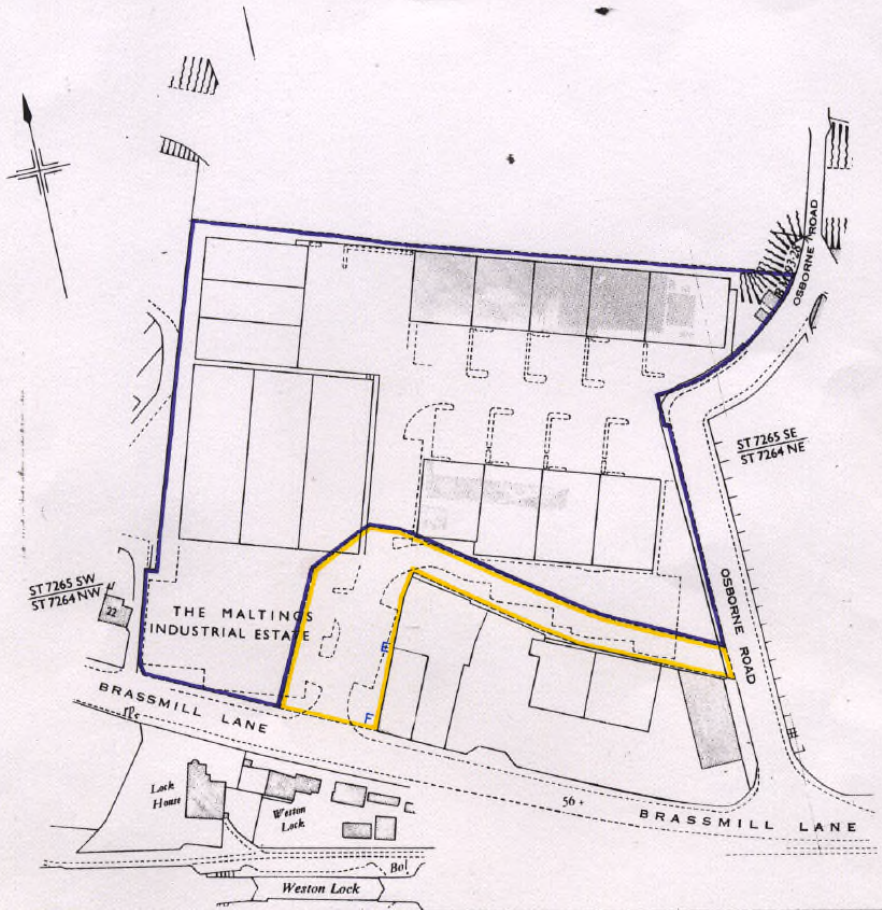 OSBORNE ROAD
ST 7265 SE
ST 7264 NE
ST 7265 SW
ST 7264 NW
22
THE MALTINGS
INDUSTRIAL ESTATE
E
F
OSBORNE ROAD
BRASSMILL LANE
Lock
House
Weston
Lock
56 +
BRASSMILL LANE
Bol
Weston Lock